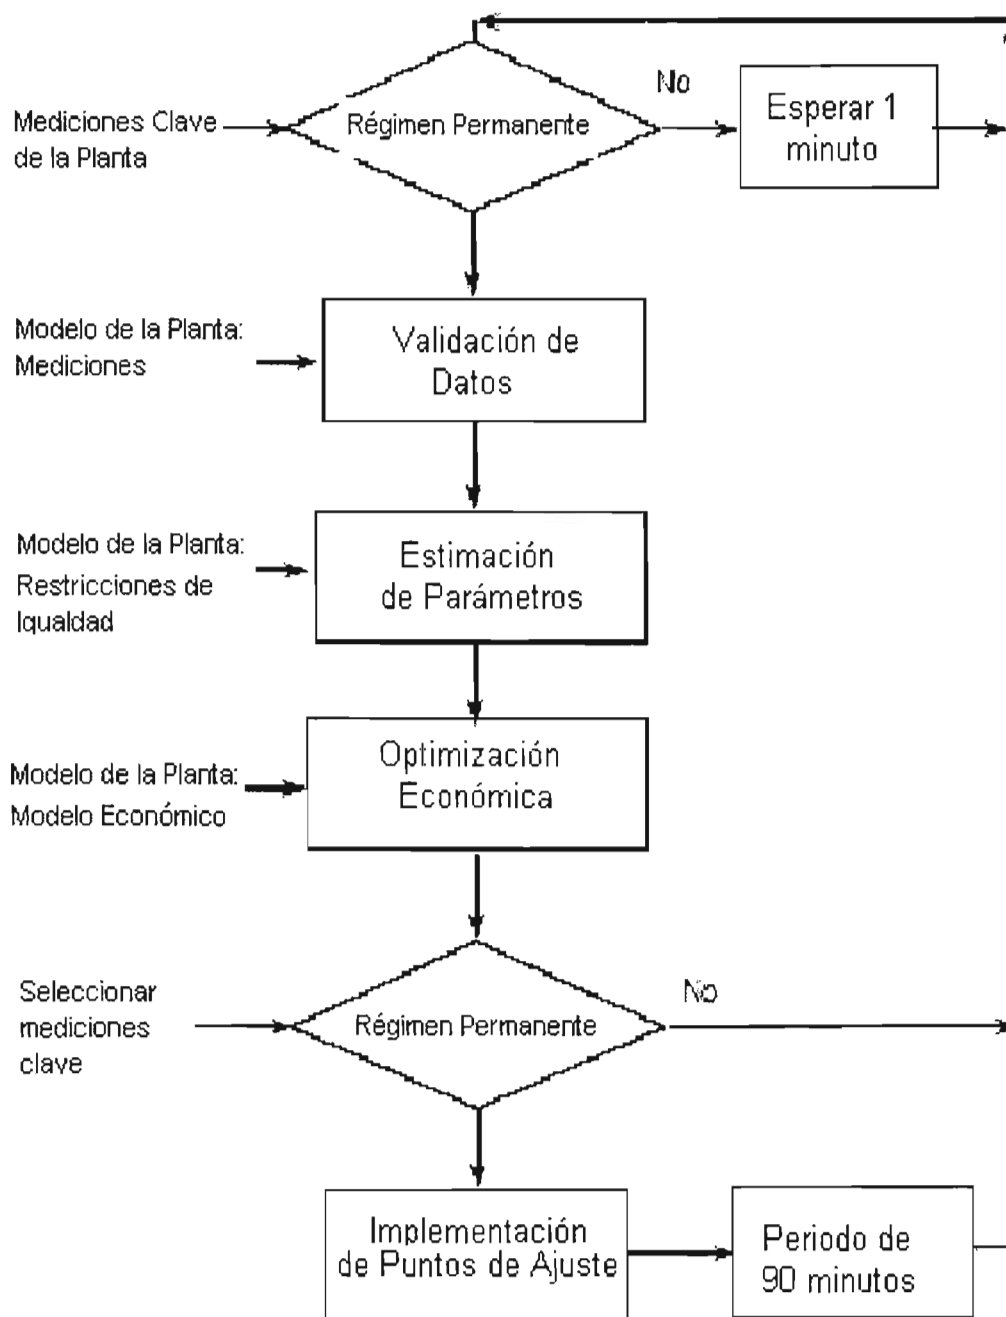 No
Mediciones Clave
de la Planta
Régimen Permanente
Esperar 1
minuto
Modelo de la Planta:
Mediciones
Validación de
Datos
Modelo de la Planta:
Restricciones de
Igualdad
Estimación
de Parámetros
Modelo de la Planta:
Modelo Económico
Optimización
Económica
Seleccionar
mediciones
clave
Régimen Permanente
No
Implementación
de Puntos de Ajuste
Periodo de
90 minutos